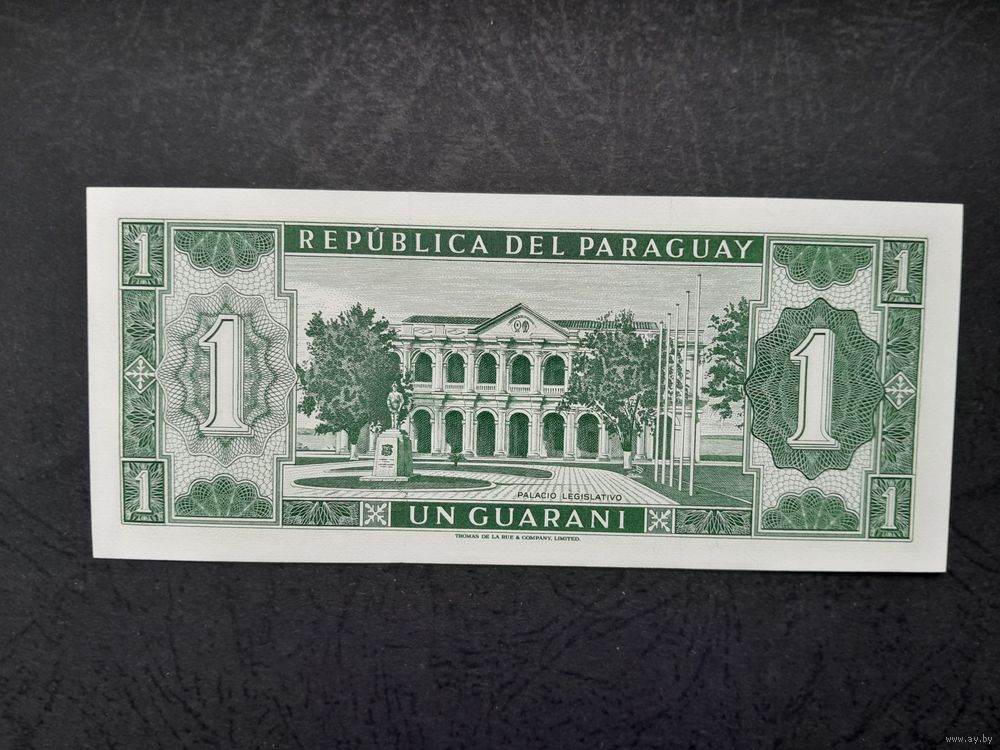 REPÚBLICA DEL PARAGUAY
1 1
1 1
PALACIO LEGISLATIVO
1 UN GUARANI 1
THOMAS DE LA RUE & COMPANY, LIMITED.
www.ay.by